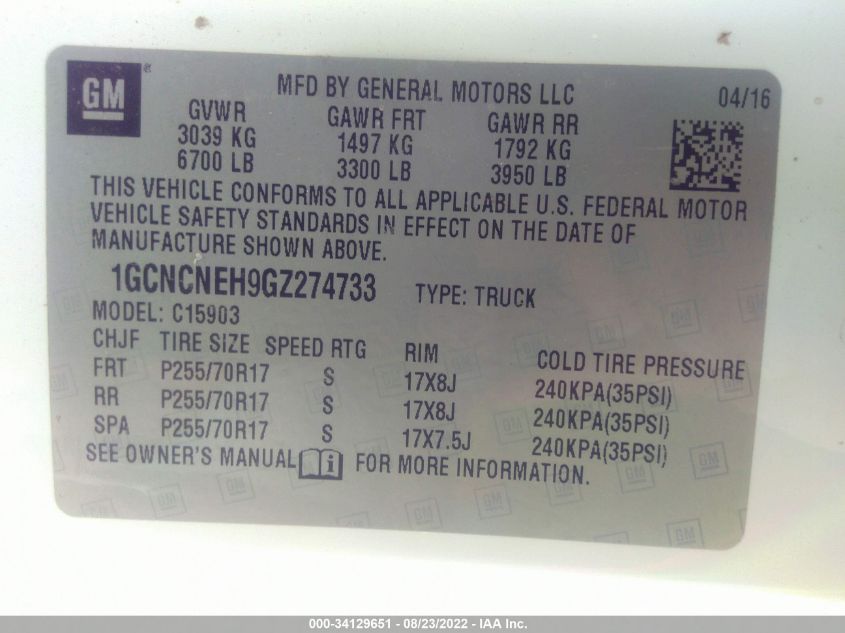 GM ®
MFD BY GENERAL MOTORS LLC 04/16
GVWR GAWR FRT GAWR RR
3039 KG 1497 KG 1792 KG
6700 LB 3300 LB 3950 LB
THIS VEHICLE CONFORMS TO ALL APPLICABLE U.S. FEDERAL MOTOR
VEHICLE SAFETY STANDARDS IN EFFECT ON THE DATE OF
MANUFACTURE SHOWN ABOVE.
1GCNCNEH9GZ274733 TYPE: TRUCK
MODEL: C15903
CHJF TIRE SIZE SPEED RTG RIM COLD TIRE PRESSURE
FRT P255/70R17 S 17X8J 240KPA(35PSI)
RR P255/70R17 S 17X8J 240KPA(35PSI)
SPA P255/70R17 S 17X7.5J 240KPA(35PSI)
SEE OWNER'S MANUAL i FOR MORE INFORMATION.
000-34129651 - 08/23/2022 - IAA Inc.